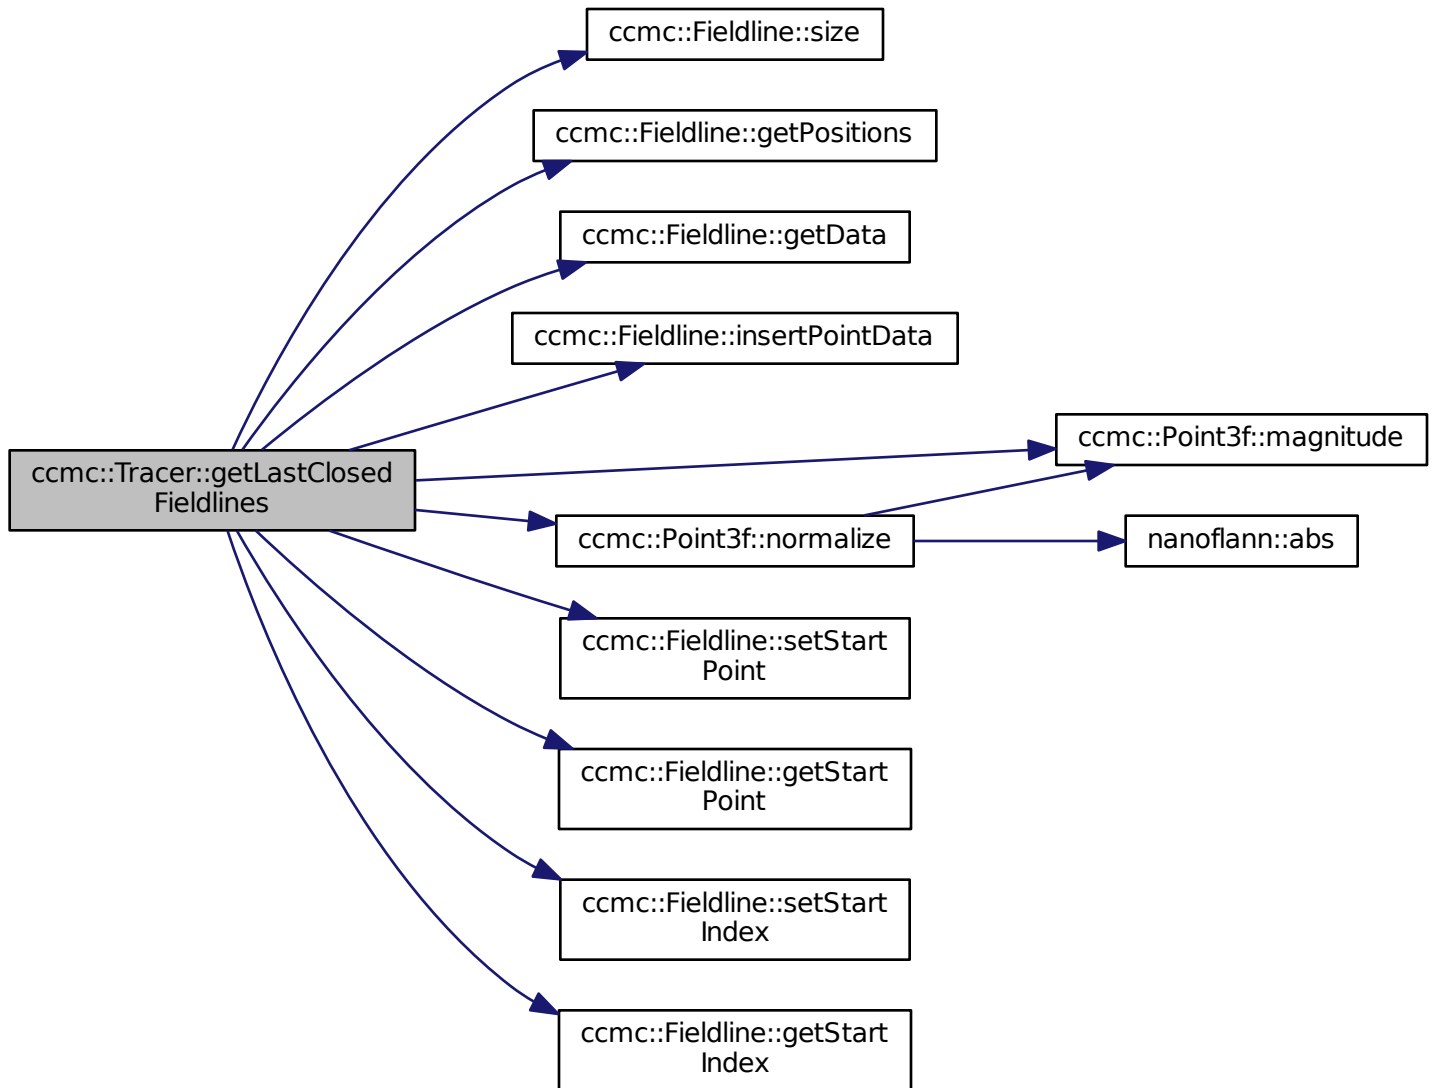 ccmc::Fieldline::size
ccmc::Fieldline::getPositions
ccmc::Fieldline::getData
ccmc::Fieldline::insertPointData
ccmc::Point3f::magnitude
ccmc::Tracer::getLastClosed
Fieldlines
ccmc::Point3f::normalize
nanoflann::abs
ccmc::Fieldline::setStart
Point
ccmc::Fieldline::getStart
Point
ccmc::Fieldline::setStart
Index
ccmc::Fieldline::getStart
Index